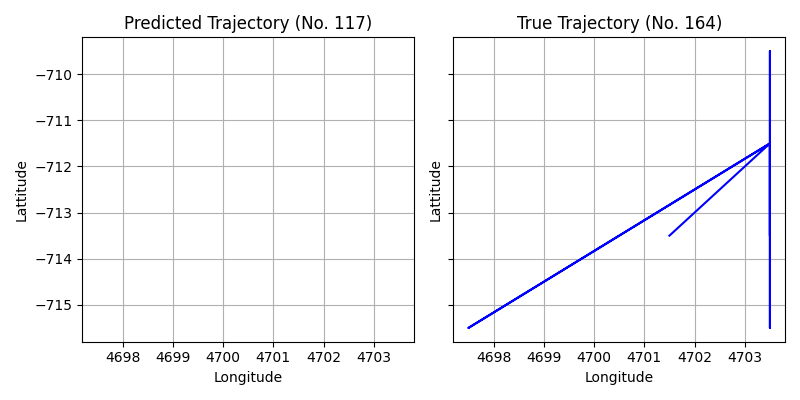 Predicted Trajectory (No. 117)
True Trajectory (No. 164)
−710
−711
−712
−713
−714
−715
Lattitude
4698 4699 4700 4701 4702 4703
Longitude
Lattitude
4698 4699 4700 4701 4702 4703
Longitude